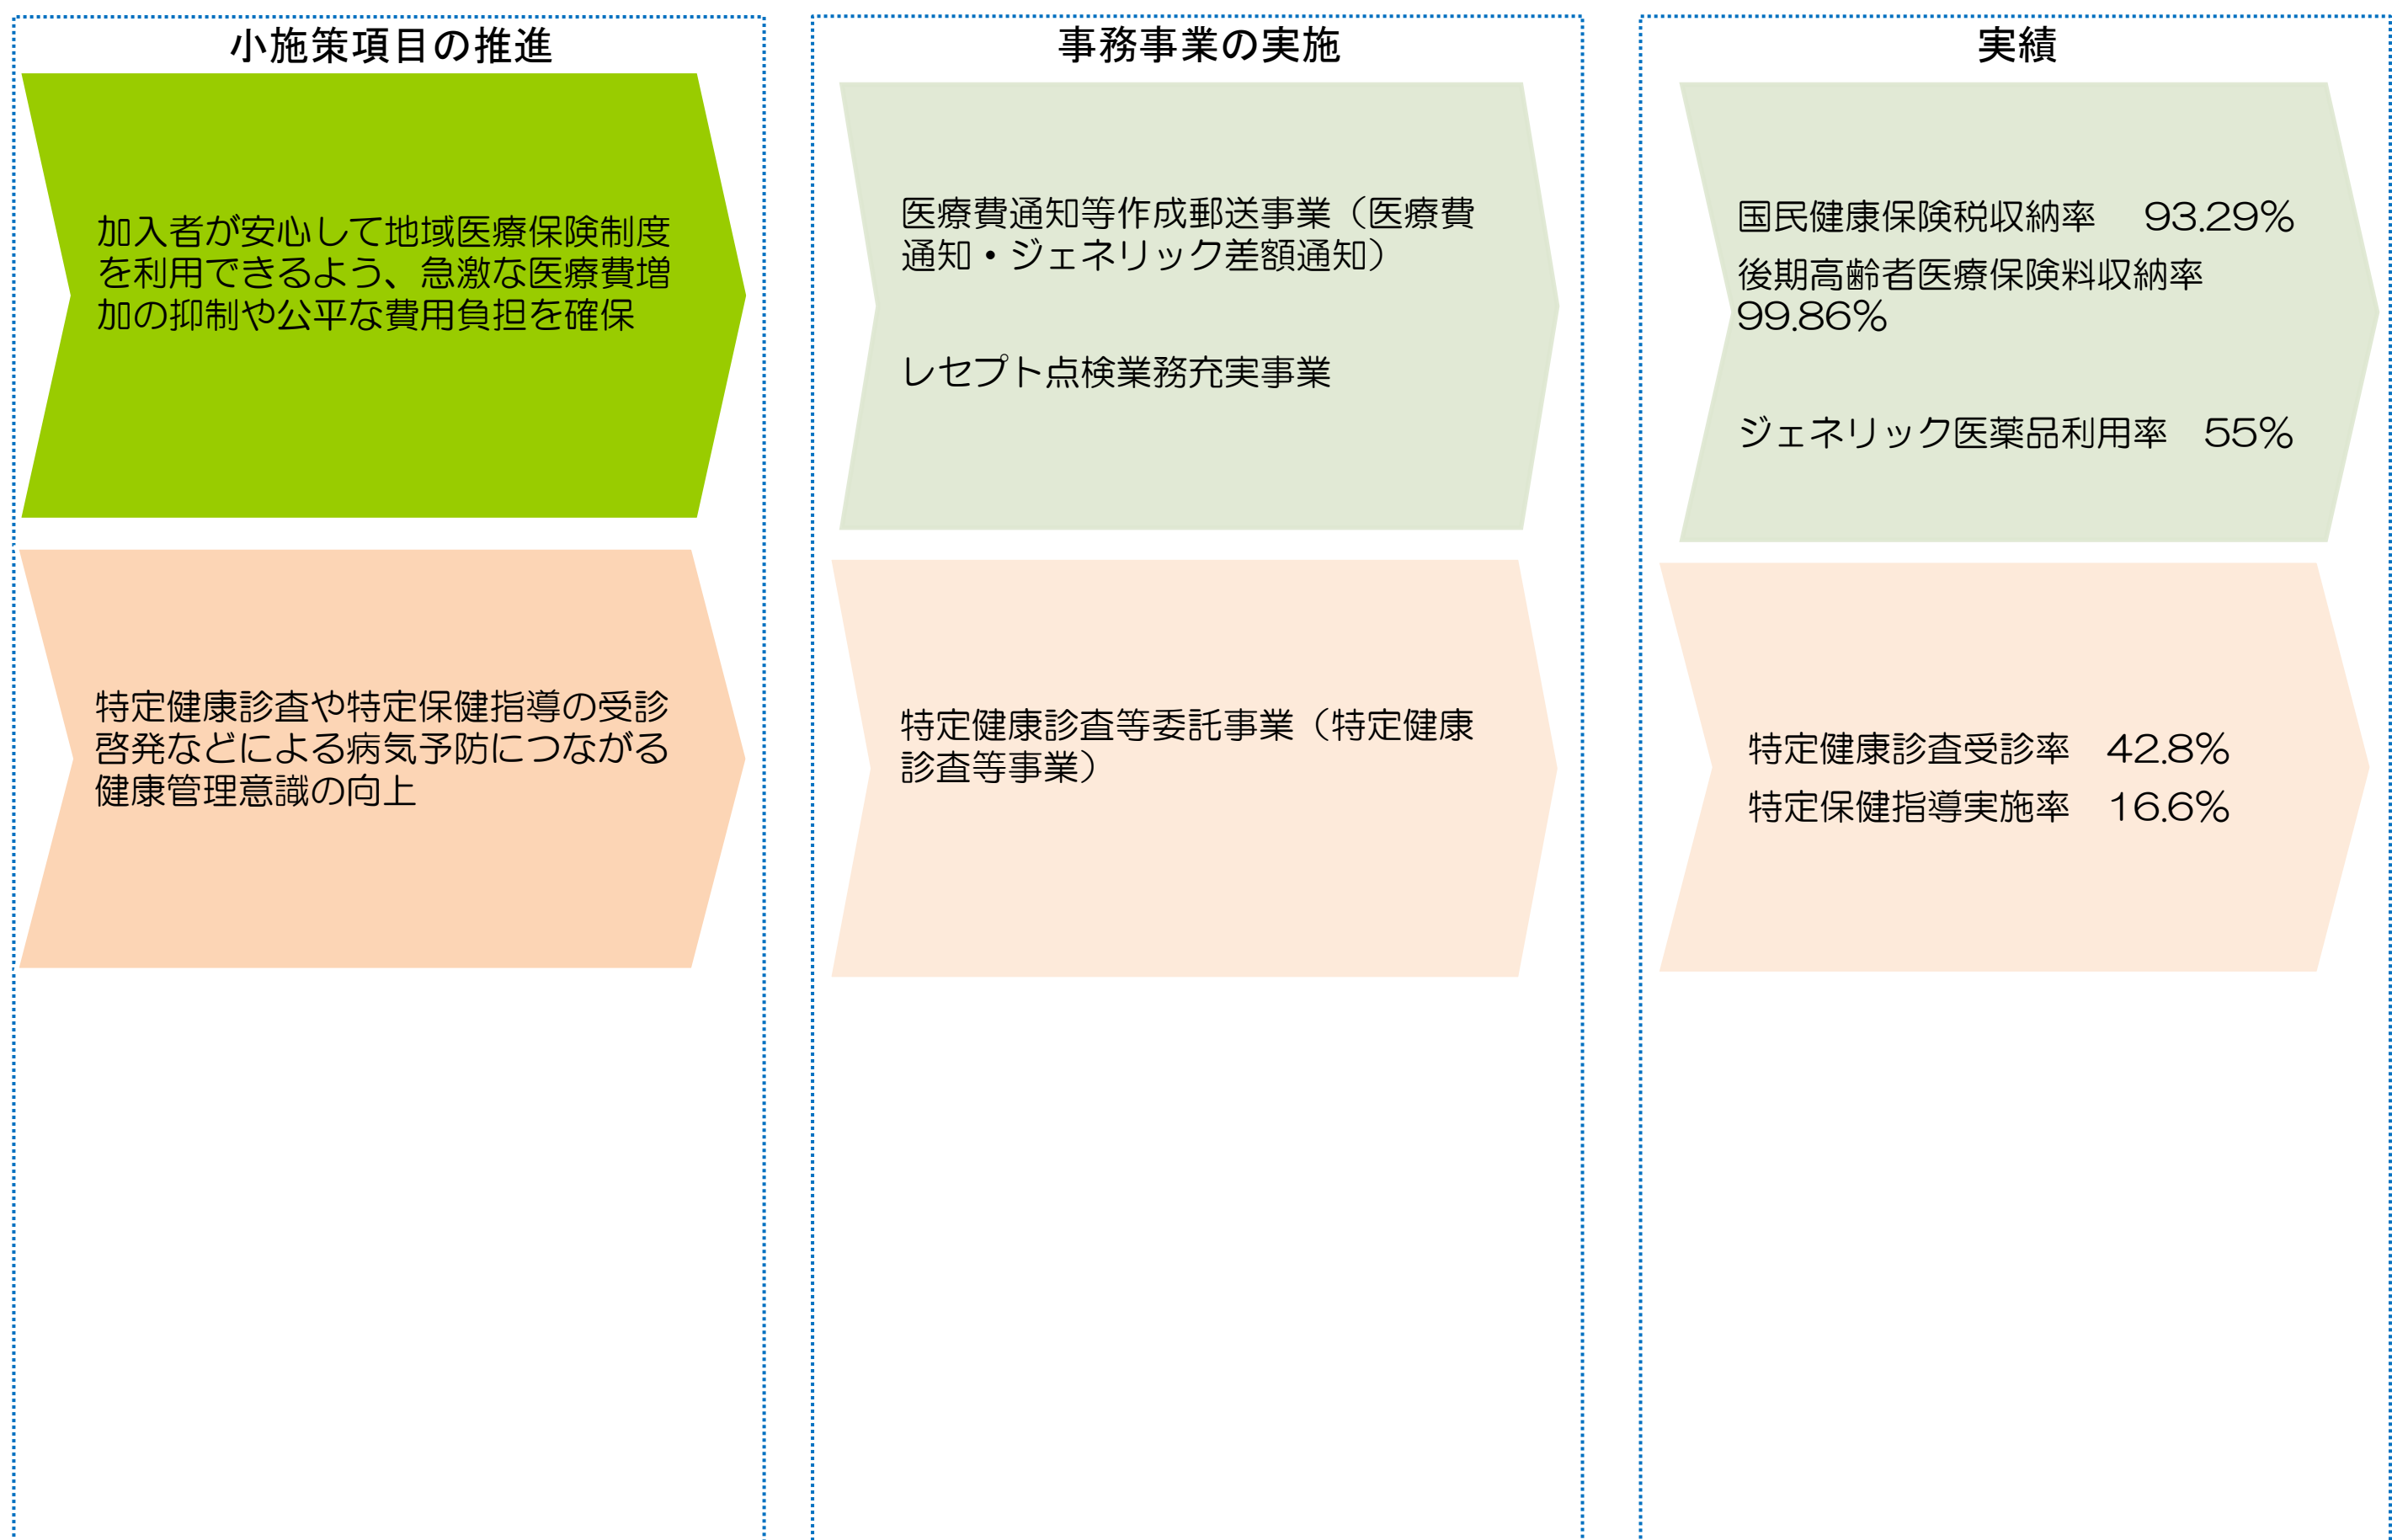 小施策項目の推進
加入者が安心して地域医療保険制度
を利用できるよう、急激な医療費増
加の抑制や公平な費用負担を確保
特定健康診査や特定保健指導の受診
啓発などによる病気予防につながる
健康管理意識の向上
事務事業の実施
医療費通知等作成郵送事業（医療費
通知・ジェネリック差額通知）
レセプト点検業務充実事業
特定健康診査等委託事業（特定健康
診査等事業）
実績
国民健康保険税収納率　93.29%
後期高齢者医療保険料収納率
99.86%
ジェネリック医薬品利用率　55%
特定健康診査受診率　42.8%
特定保健指導実施率　16.6%